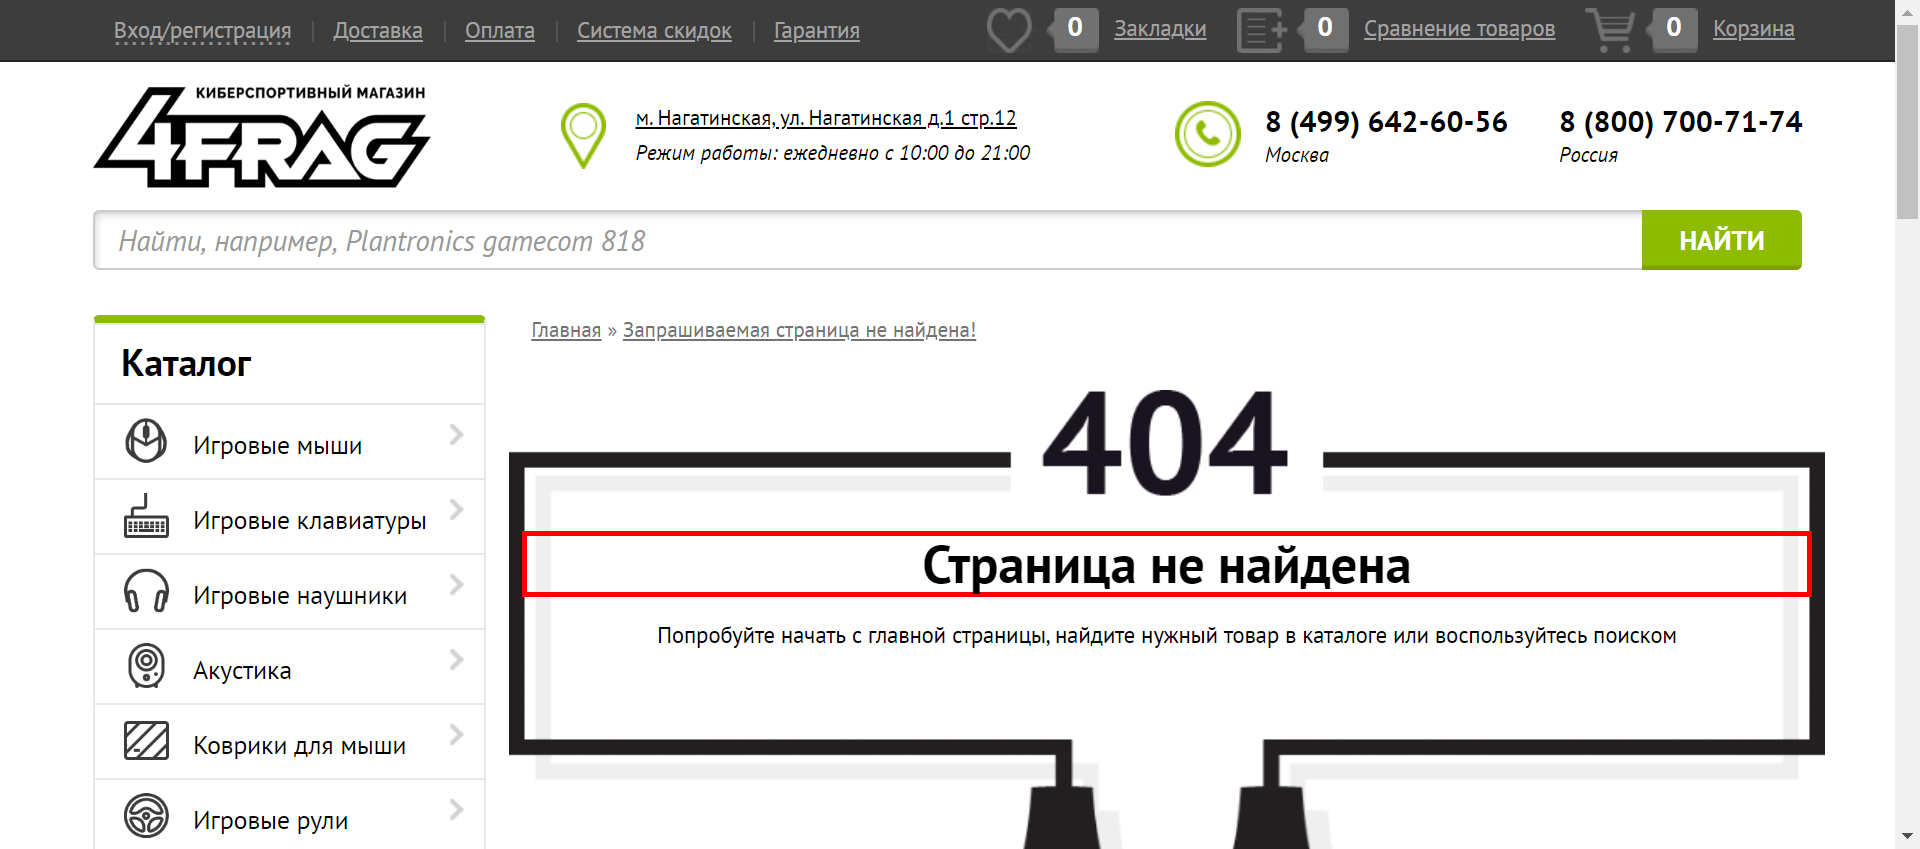 Вход/регистрация Доставка Оплата Система скидок Гарантия 0 Закладки 0 Сравнение товаров 0 Корзина
КИБЕРСПОРТИВНЫЙ МАГАЗИН
4FRAG
м. Нагатинская, ул. Нагатинская д.1 стр.12
Режим работы: ежедневно с 10:00 до 21:00
8 (499) 642-60-56
Москва
8 (800) 700-71-74
Россия
Найти, например, Plantronics gamecom 818
НАЙТИ
Каталог
Игровые мыши
Игровые клавиатуры
Игровые наушники
Акустика
Коврики для мыши
Игровые рули
Главная » Запрашиваемая страница не найдена!
404
Страница не найдена
Попробуйте начать с главной страницы, найдите нужный товар в каталоге или воспользуйтесь поиском